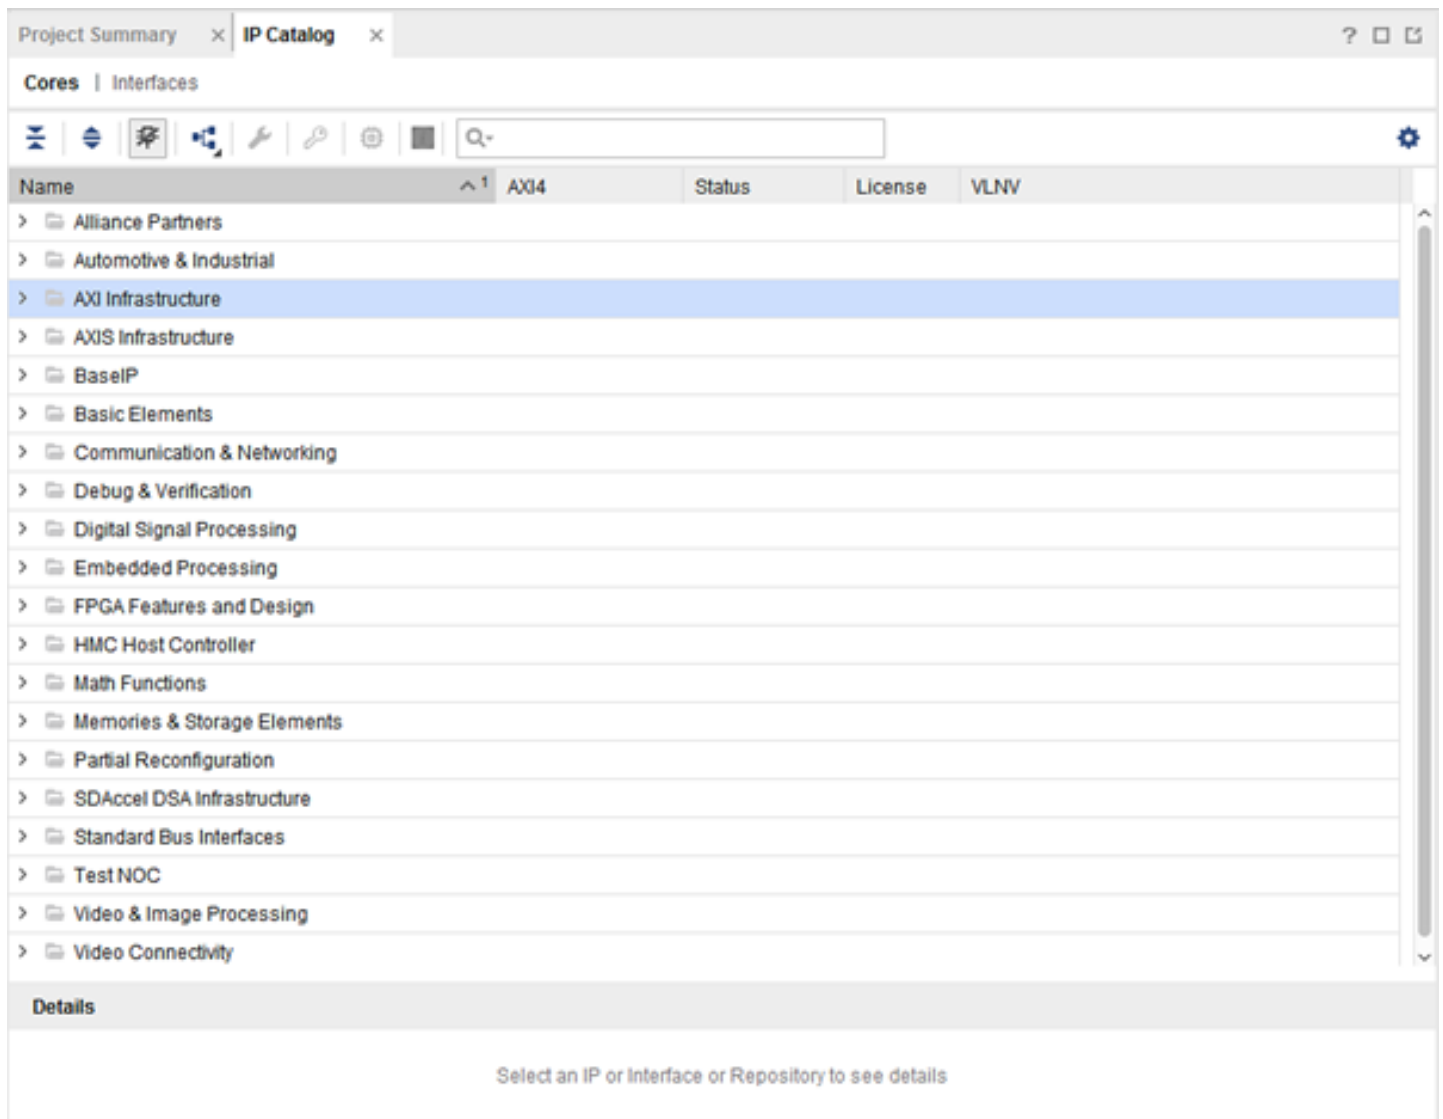 Project Summary × IP Catalog × ?
Cores | Interfaces
Name 1 AXI4 Status License VLNV
Alliance Partners
Automotive & Industrial
AXI Infrastructure
AXIS Infrastructure
BaseIP
Basic Elements
Communication & Networking
Debug & Verification
Digital Signal Processing
Embedded Processing
FPGA Features and Design
HMC Host Controller
Math Functions
Memories & Storage Elements
Partial Reconfiguration
SDAccel DSA Infrastructure
Standard Bus Interfaces
Test NOC
Video & Image Processing
Video Connectivity
Details
Select an IP or Interface or Repository to see details